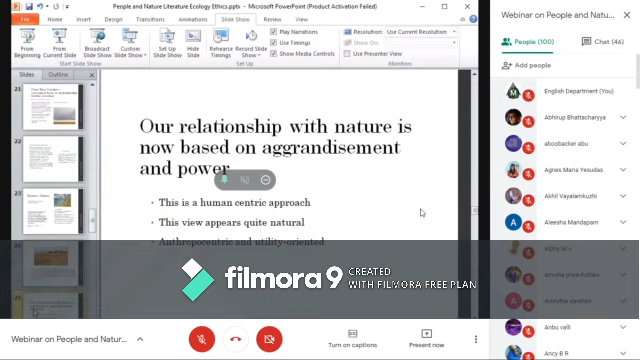 People and Nature Literature Ecology Ethics.pptx - Microsoft PowerPoint (Product Activation Failed)
File Home Insert Design Transitions Animations Slide Show Review View
From Beginning
From Current Slide
Broadcast Slide Show
Custom Slide Show
Set Up Slide Show
Hide Slide
Rehearse Timings
Record Slide Show
Play Narrations
Use Timings
Show Media Controls
Resolution: Use Current Resolution
Show On:
Use Presenter View
Start Slide Show
Set Up
Monitors
Slides Outline
21
22
23
24
25
Our relationship with nature is
now based on aggrandisement
and power
• This is a human centric approach
• This view appears quite natural
• Anthropocentric and utility-oriented
filmora 9 CREATED
WITH FILMORA FREE PLAN
Webinar on People and Natur...
Turn on captions
Present now
Webinar on People and Natu...
People (100)
Chat (46)
Add people
English Department (You)
Abhirup Bhattacharyya
aboobacker abu
Agnes Maria Yesudas
Akhil Vayalamkuzhi
A Aleesha Mandapam
Anbu valli
Ancy B R